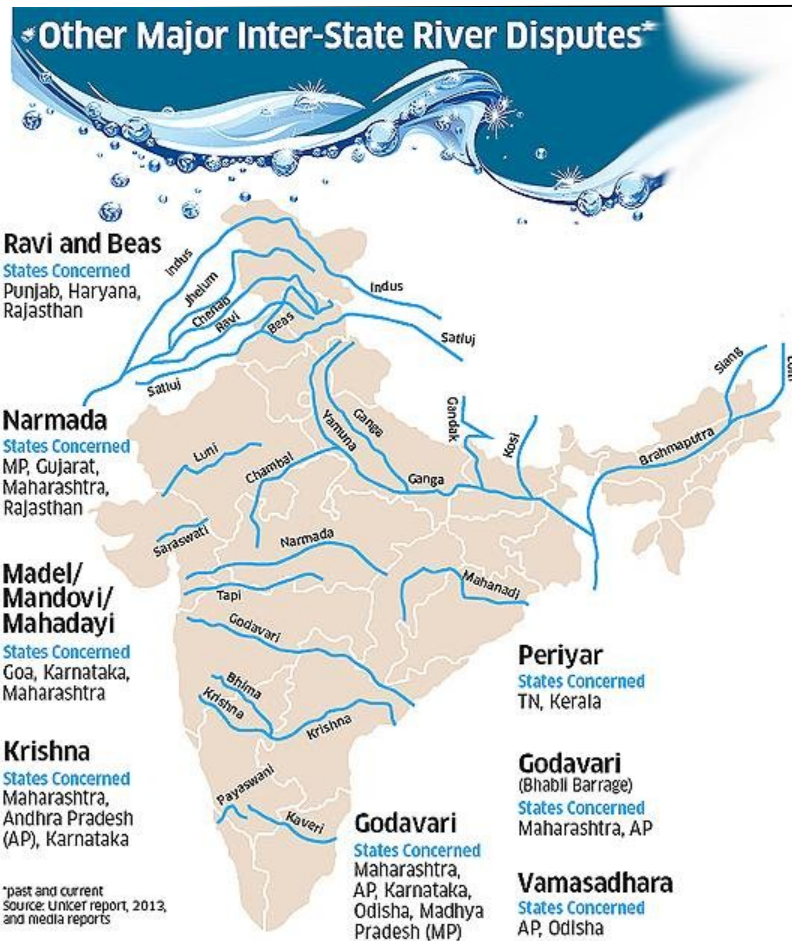 *Other Major Inter-State River Disputes*
Ravi and Beas
States Concerned
Punjab, Haryana,
Rajasthan
Narmada
States Concerned
MP, Gujarat,
Maharashtra,
Rajasthan
Madel/
Mandovi/
Mahadayi
States Concerned
Goa, Karnataka,
Maharashtra
Krishna
States Concerned
Maharashtra,
Andhra Pradesh
(AP), Karnataka
*past and current
Source: Unicef report, 2013,
and media reports
Indus
Jhelum
Chenab
Ravi
Beas
Indus
Satluj
Satluj
Ganga
Yamuna
Gandak
Kosi
Siang
Brahmaputra
Luni
Chambal
Ganga
Saraswati
Narmada
Tapi
Mahanadi
Godavari
Bhima
Krishna
Krishna
Payaswani
Kaveri
Godavari
States Concerned
Maharashtra,
AP, Karnataka,
Odisha, Madhya
Pradesh (MP)
Periyar
States Concerned
TN, Kerala
Godavari
(Bhabli Barrage)
States Concerned
Maharashtra, AP
Vamasadhara
States Concerned
AP, Odisha